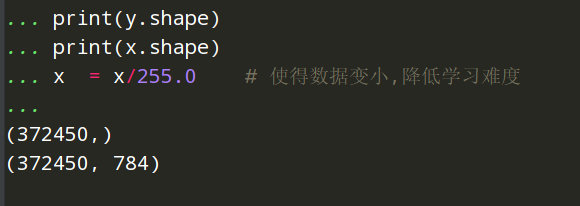 ... print(y.shape)
... print(x.shape)
... x  = x/255.0    # 使得数据变小,降低学习难度
...
(372450,)
(372450, 784)